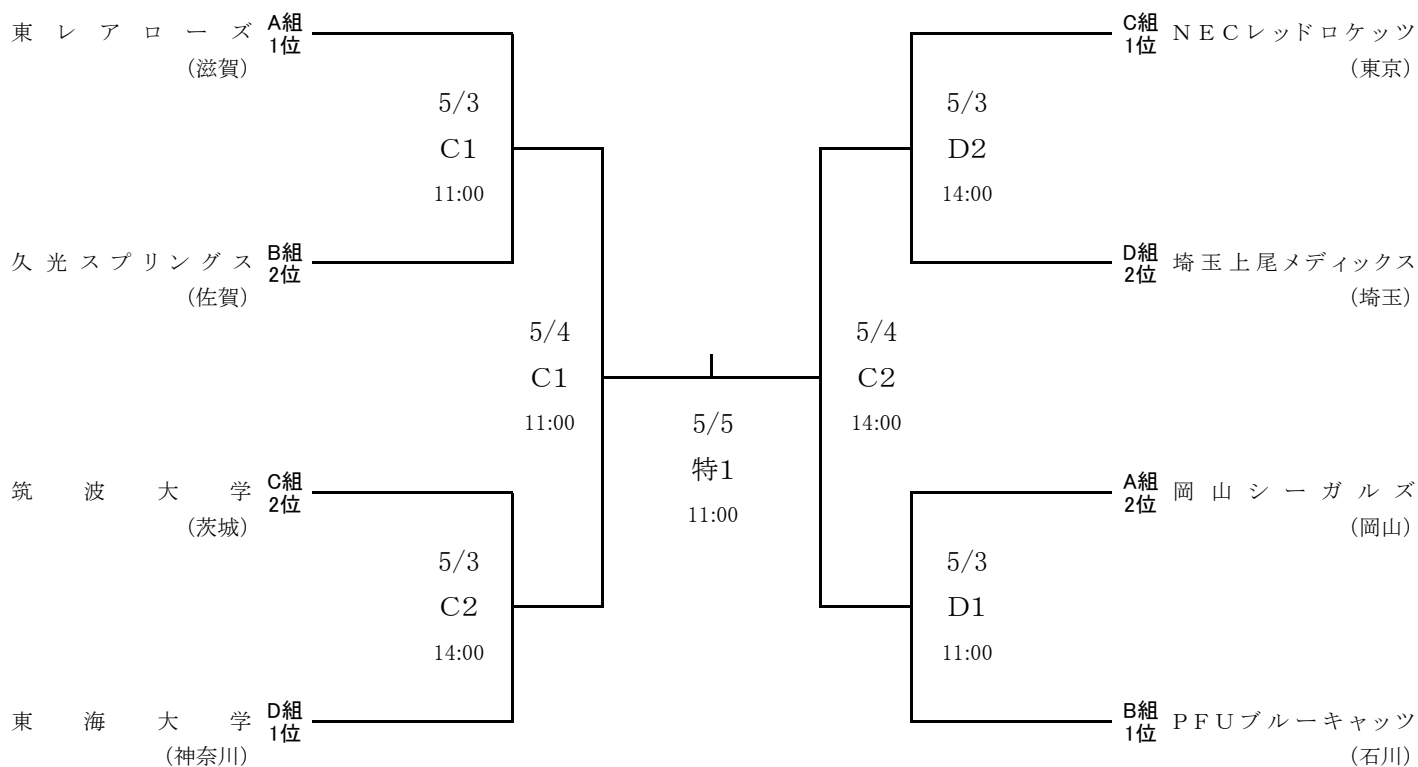 東レアローズ
(滋賀)
A組
1位
5/3
C1
11:00
久光スプリングス
(佐賀)
B組
2位
5/4
C1
11:00
筑波大学
(茨城)
C組
2位
5/3
C2
14:00
東海大学
(神奈川)
D組
1位
5/5
特1
11:00
C組
1位
NECレッドロケッツ
(東京)
5/3
D2
14:00
D組
2位
埼玉上尾メディックス
(埼玉)
5/4
C2
14:00
A組
2位
岡山シーガルズ
(岡山)
5/3
D1
11:00
B組
1位
PFUブルーキャッツ
(石川)